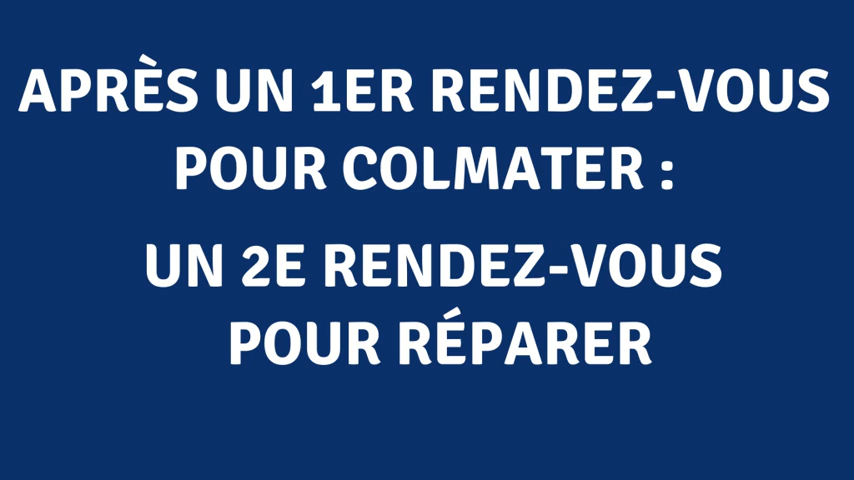 APRÈS UN 1ER RENDEZ-VOUS
POUR COLMATER :
UN 2E RENDEZ-VOUS
POUR RÉPARER